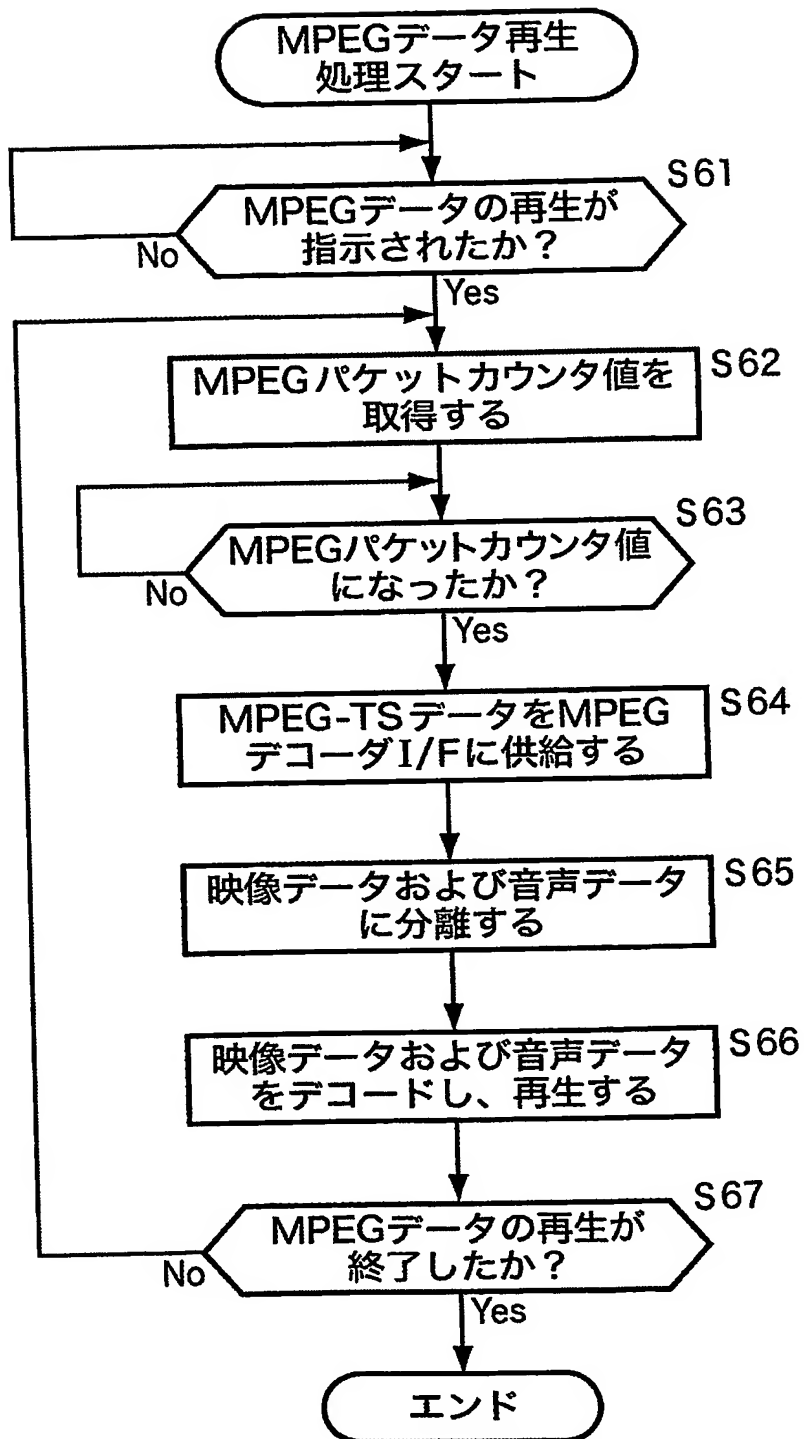 MPEGデータ再生
処理スタート
S61
MPEGデータの再生が
指示されたか？
No
Yes
S62
MPEGパケットカウンタ値を
取得する
S63
MPEGパケットカウンタ値
になったか？
No
Yes
S64
MPEG-TSデータをMPEG
デコーダI/Fに供給する
S65
映像データおよび音声データ
に分離する
S66
映像データおよび音声データ
をデコードし、再生する
S67
MPEGデータの再生が
終了したか？
No
Yes
エンド